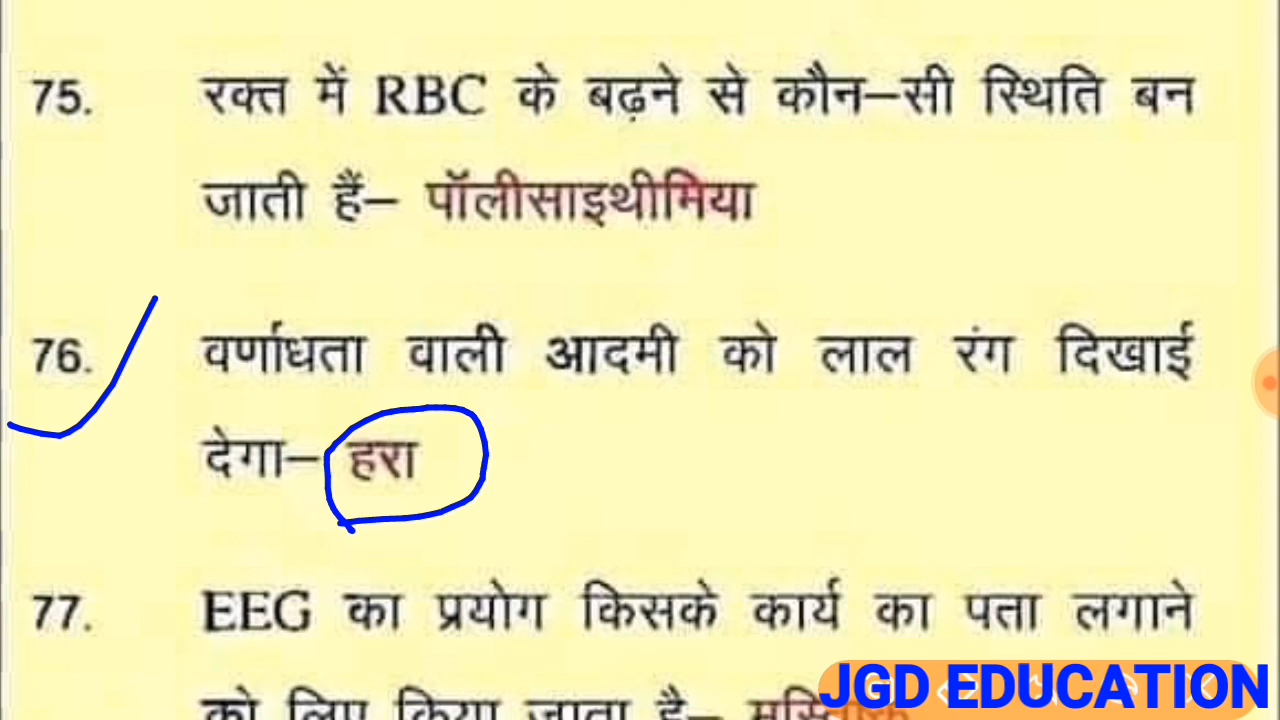 75. रक्त में RBC के बढ़ने से कौन–सी स्थिति बन
जाती हैं– पॉलीसाइथीमिया
76. वर्णाधता वाली आदमी को लाल रंग दिखाई
देगा– हरा
77. EEG का प्रयोग किसके कार्य का पता लगाने
को लिए किया जाता है–
JGD EDUCATION